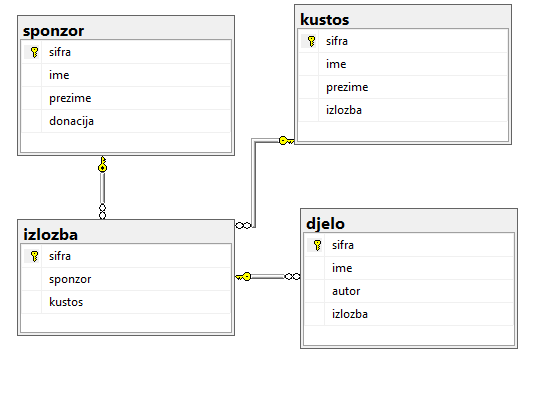 sponzor
sifra
ime
prezime
donacija
kustos
sifra
ime
prezime
izlozba
izlozba
sifra
sponzor
kustos
djelo
sifra
ime
autor
izlozba